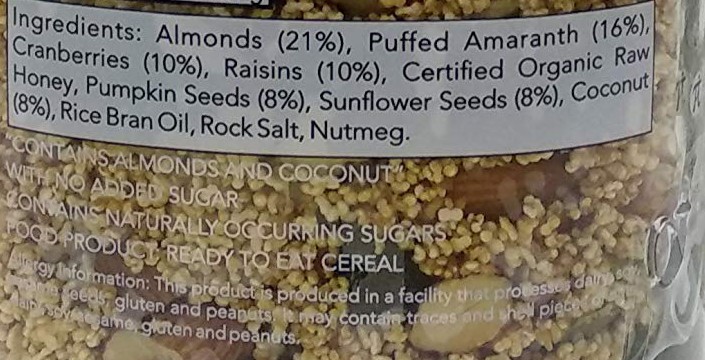 Ingredients: Almonds (21%), Puffed Amaranth (16%),
Cranberries (10%), Raisins (10%), Certified Organic Raw
Honey, Pumpkin Seeds (8%), Sunflower Seeds (8%), Coconut
(8%), Rice Bran Oil, Rock Salt, Nutmeg.
CONTAINS ALMONDS AND COCONUT"
WITH NO ADDED SUGAR
CONTAINS NATURALLY OCCURRING SUGARS"
FOOD PRODUCT: READY TO EAT CEREAL
Allergy Information: This product is produced in a facility that processes dairy, soy,
seeds, gluten and peanuts. It may contain traces and shell pieces
dairy, soy, sesame, gluten and peanuts.